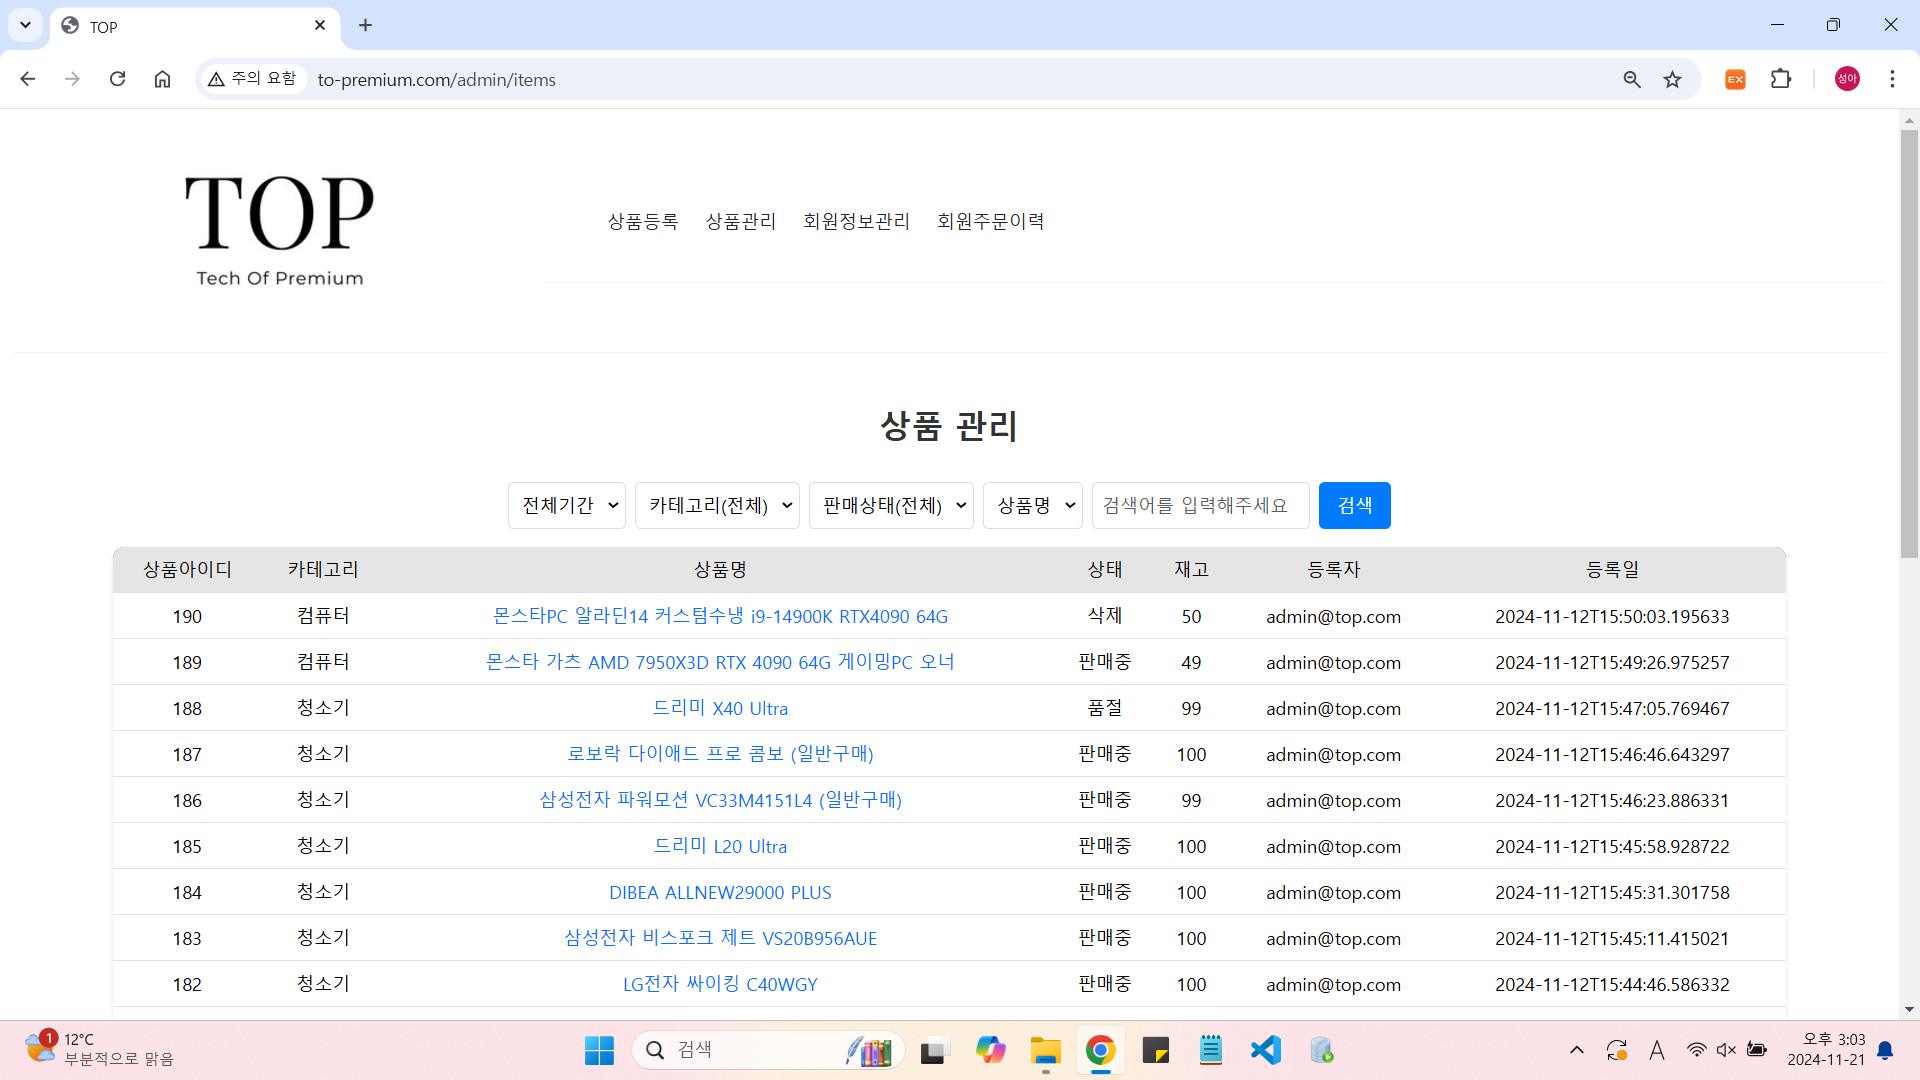 TOP
주의 요함 to-premium.com/admin/items
EX
성아
TOP
Tech Of Premium
상품등록 상품관리 회원정보관리 회원주문이력
상품 관리
전체기간 카테고리(전체) 판매상태(전체) 상품명 검색어를 입력해주세요 검색
상품아이디 카테고리 상품명 상태 재고 등록자 등록일
190 컴퓨터 몬스타PC 알라딘14 커스텀수냉 i9-14900K RTX4090 64G 삭제 50 admin@top.com 2024-11-12T15:50:03.195633
189 컴퓨터 몬스타 가츠 AMD 7950X3D RTX 4090 64G 게이밍PC 오너 판매중 49 admin@top.com 2024-11-12T15:49:26.975257
188 청소기 드리미 X40 Ultra 품절 99 admin@top.com 2024-11-12T15:47:05.769467
187 청소기 로보락 다이애드 프로 콤보 (일반구매) 판매중 100 admin@top.com 2024-11-12T15:46:46.643297
186 청소기 삼성전자 파워모션 VC33M4151L4 (일반구매) 판매중 99 admin@top.com 2024-11-12T15:46:23.886331
185 청소기 드리미 L20 Ultra 판매중 100 admin@top.com 2024-11-12T15:45:58.928722
184 청소기 DIBEA ALLNEW29000 PLUS 판매중 100 admin@top.com 2024-11-12T15:45:31.301758
183 청소기 삼성전자 비스포크 제트 VS20B956AUE 판매중 100 admin@top.com 2024-11-12T15:45:11.415021
182 청소기 LG전자 싸이킹 C40WGY 판매중 100 admin@top.com 2024-11-12T15:44:46.586332
1 12°C
부분적으로 맑음
검색
A
오후 3:03
2024-11-21